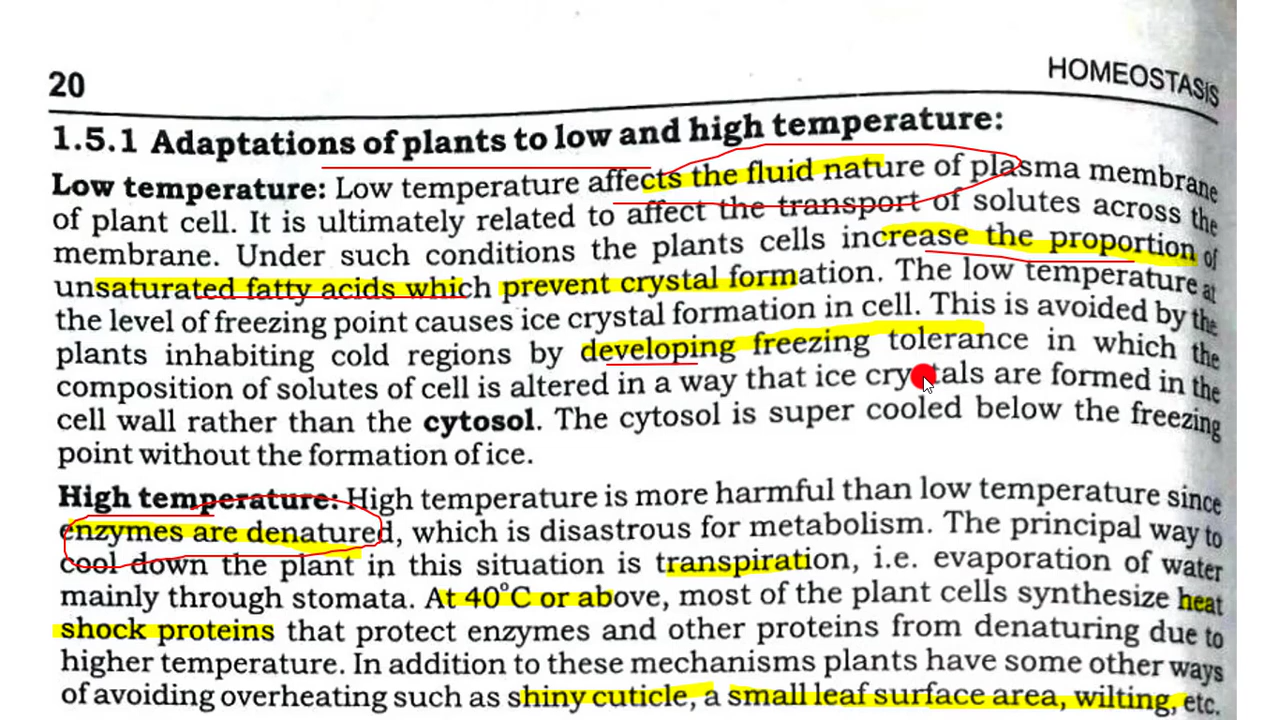 20
HOMEOSTASIS
1.5.1 Adaptations of plants to low and high temperature:
Low temperature: Low temperature affects the fluid nature of plasma membrane
of plant cell. It is ultimately related to affect the transport of solutes across the
membrane. Under such conditions the plants cells increase the proportion of
unsaturated fatty acids which prevent crystal formation. The low temperature at
the level of freezing point causes ice crystal formation in cell. This is avoided by the
plants inhabiting cold regions by developing freezing tolerance in which the
composition of solutes of cell is altered in a way that ice crystals are formed in the
cell wall rather than the cytosol. The cytosol is super cooled below the freezing
point without the formation of ice.
High temperature: High temperature is more harmful than low temperature since
enzymes are denatured, which is disastrous for metabolism. The principal way to
cool down the plant in this situation is transpiration, i.e. evaporation of water
mainly through stomata. At 40°C or above, most of the plant cells synthesize heat
shock proteins that protect enzymes and other proteins from denaturing due to
higher temperature. In addition to these mechanisms plants have some other ways
of avoiding overheating such as shiny cuticle, a small leaf surface area, wilting, etc.